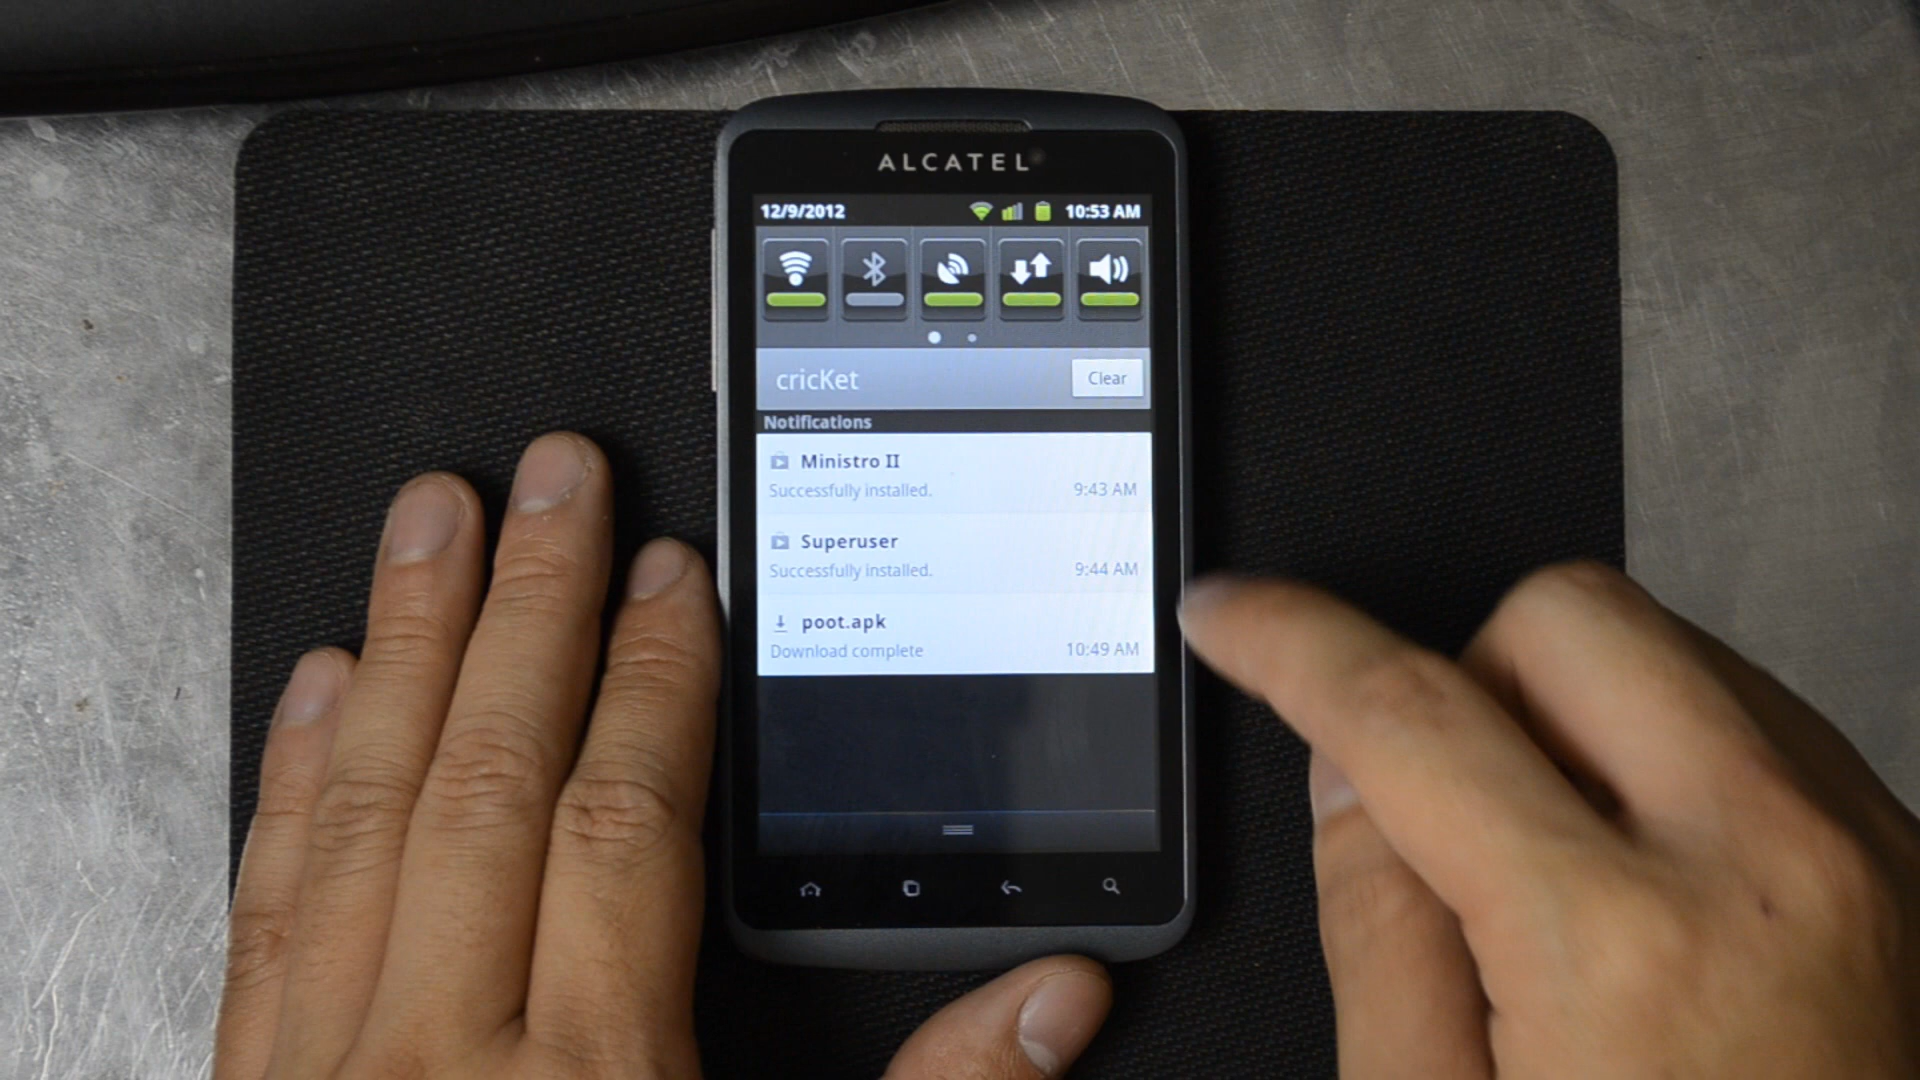 ALCATEL
12/9/2012 10:53 AM
cricKet Clear
Notifications
Ministro II
Successfully installed. 9:43 AM
Superuser
Successfully installed. 9:44 AM
poot.apk
Download complete 10:49 AM